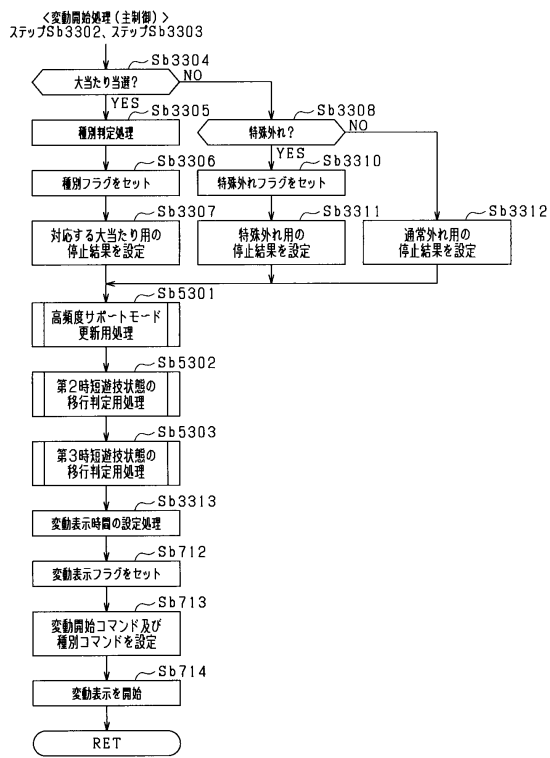 ＜変動開始処理（主制御）＞
ステップSb3302、ステップSb3303
Sb3304
大当たり当選？
NO
YES
Sb3305
種別判定処理
Sb3306
種別フラグをセット
Sb3307
対応する大当たり用の
停止結果を設定
Sb3308
特殊外れ？
NO
YES
Sb3310
特殊外れフラグをセット
Sb3311
特殊外れ用の
停止結果を設定
Sb3312
通常外れ用の
停止結果を設定
Sb5301
高頻度サポートモード
更新用処理
Sb5302
第2時短遊技状態の
移行判定用処理
Sb5303
第3時短遊技状態の
移行判定用処理
Sb3313
変動表示時間の設定処理
Sb712
変動表示フラグをセット
Sb713
変動開始コマンド及び
種別コマンドを設定
Sb714
変動表示を開始
RET